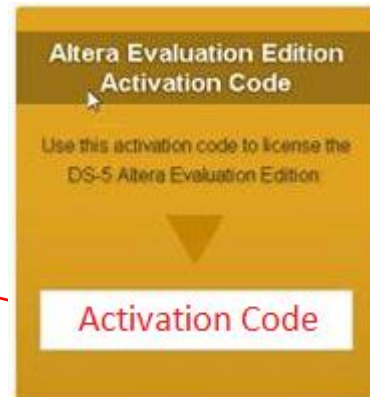 Altera Evaluation Edition
Activation Code
Use this activation code to license the
DS-5 Altera Evaluation Edition
Activation Code